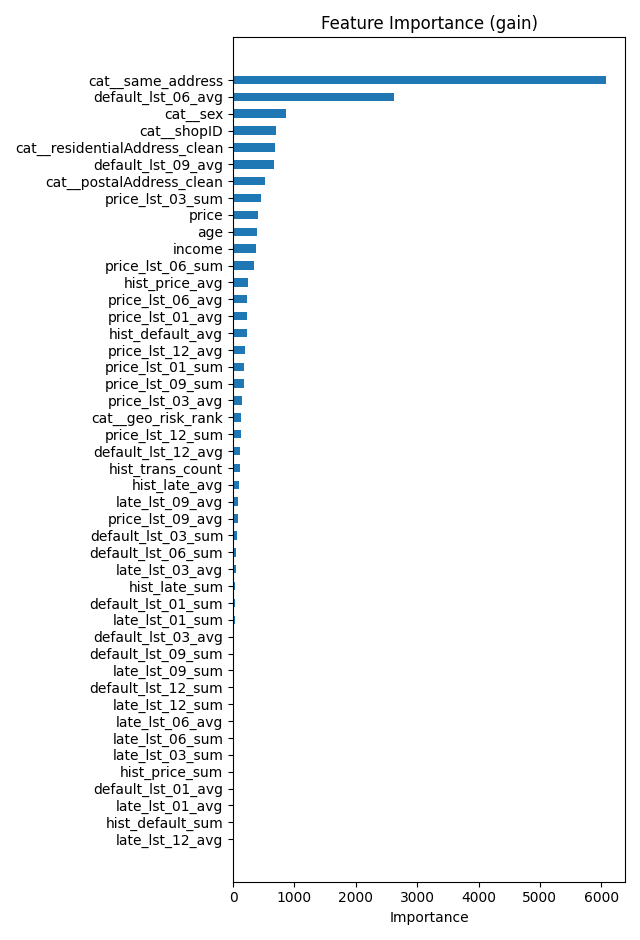 Feature Importance (gain)
cat__same_address
default_lst_06_avg
cat__sex
cat__shopID
cat__residentialAddress_clean
default_lst_09_avg
cat__postalAddress_clean
price_lst_03_sum
price
age
income
price_lst_06_sum
hist_price_avg
price_lst_06_avg
price_lst_01_avg
hist_default_avg
price_lst_12_avg
price_lst_01_sum
price_lst_09_sum
price_lst_03_avg
cat__geo_risk_rank
price_lst_12_sum
default_lst_12_avg
hist_trans_count
hist_late_avg
late_lst_09_avg
price_lst_09_avg
default_lst_03_sum
default_lst_06_sum
late_lst_03_avg
hist_late_sum
default_lst_01_sum
late_lst_01_sum
default_lst_03_avg
default_lst_09_sum
late_lst_09_sum
default_lst_12_sum
late_lst_12_sum
late_lst_06_avg
late_lst_06_sum
late_lst_03_sum
hist_price_sum
default_lst_01_avg
late_lst_01_avg
hist_default_sum
late_lst_12_avg
0 1000 2000 3000 4000 5000 6000
Importance